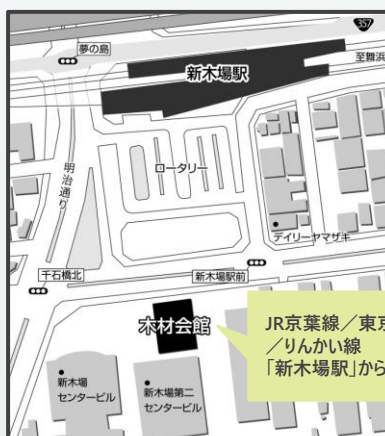 357
夢の島
新木場駅
至舞浜
ロータリー
明治通り
デイリーヤマザキ
千石橋北
新木場駅前
木材会館
JR京葉線／東京
／りんかい線
「新木場駅」から
新木場
センタービル
新木場第二
センタービル